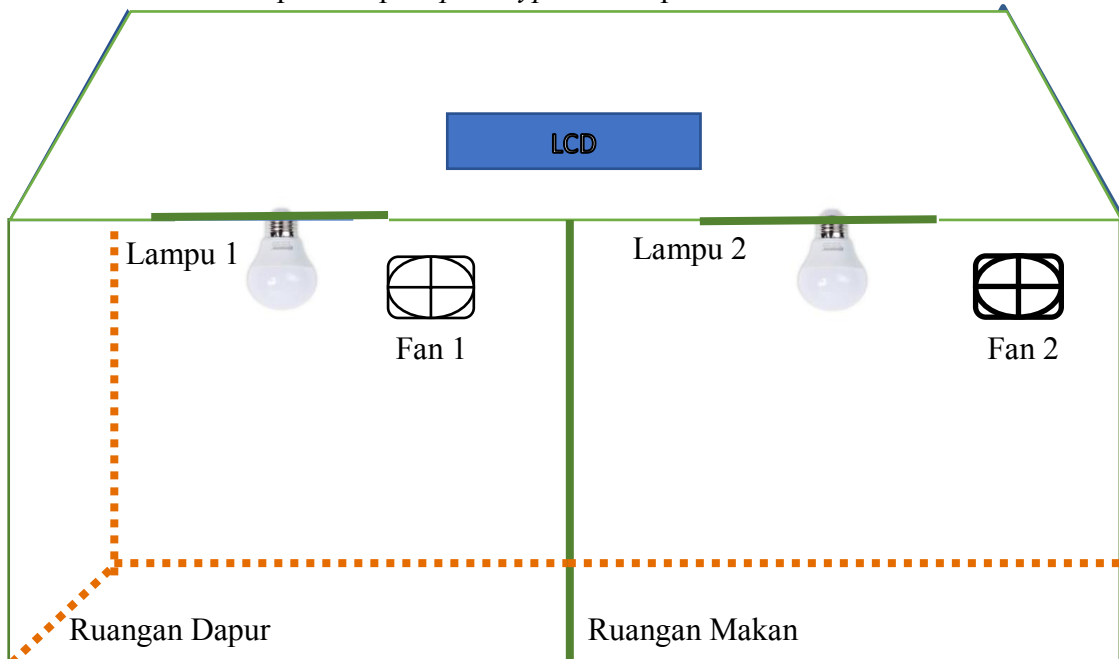 LCD
Lampu 1
Lampu 2
Fan 1
Fan 2
Ruangan Dapur
Ruangan Makan